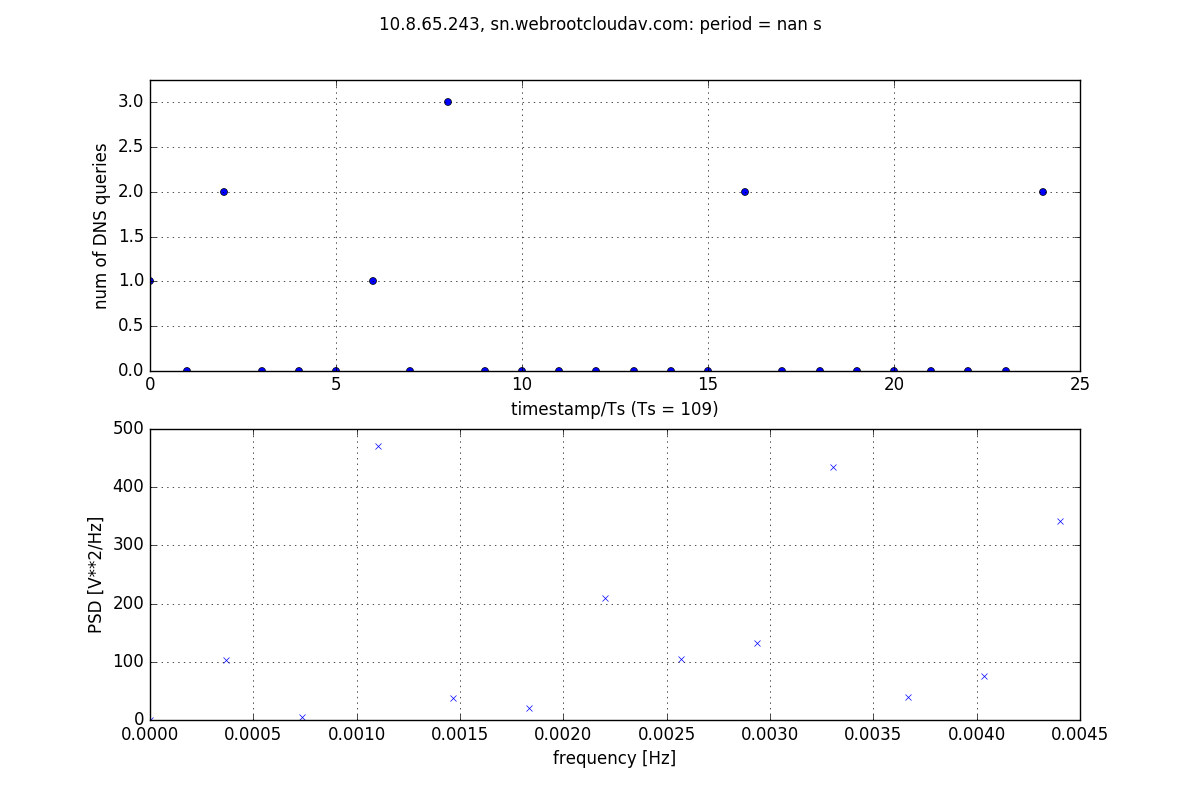 10.8.65.243, sn.webrootcloudav.com: period = nan s
3.0
2.5
2.0
1.5
1.0
0.5
0.0
num of DNS queries
0 5 10 15 20 25
timestamp/Ts (Ts = 109)
500
400
300
200
100
0
PSD [V**2/Hz]
0.0000 0.0005 0.0010 0.0015 0.0020 0.0025 0.0030 0.0035 0.0040 0.0045
frequency [Hz]